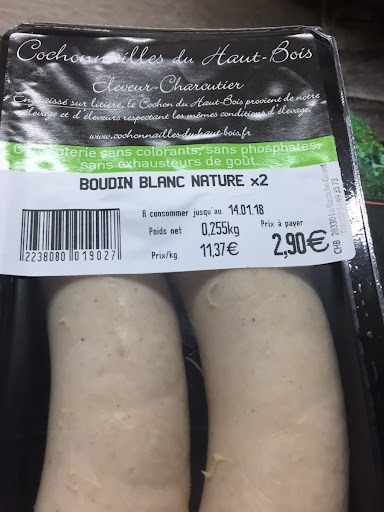 Cochonnailles du Haut-Bois
Eleveur-Charcutier
Engraissé sur litière, le Cochon du Haut-Bois provient de notre
élevage et d'éleveurs respectant les mêmes conditions d'élevage.
www.cochonnailles-du-haut-bois.fr
Charcuterie sans colorants, sans phosphates,
sans exhausteurs de goût.
BOUDIN BLANC NATURE x2
A consommer jusqu'au 14.01.18
Poids net 0,255kg Prix à payer
Prix/kg 11,37€ 2,90€
2238080 019027
CHB